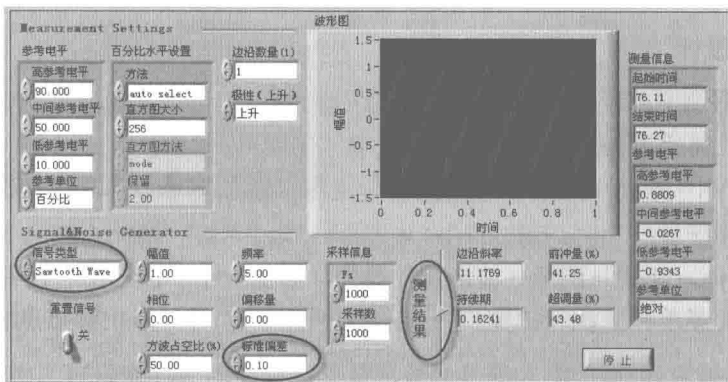 Measurement Settings
参考电平
高参考电平
90.000
中间参考电平
50.000
低参考电平
10.000
参考单位
百分比
百分比水平设置
方法
auto select
直方图大小
256
直方图方法
mode
保留
2.00
边沿数量(1)
1
极性(上升)
上升
波形图
幅值
1.5
1
0.5
0
-0.5
-1
-1.5
0
0.2
0.4
0.6
0.8
1
时间
测量信息
起始时间
76.11
结束时间
76.27
参考电平
高参考电平
0.8809
中间参考电平
-0.0267
低参考电平
-0.9343
参考单位
绝对
Signal&Noise Generator
信号类型
Sawtooth Wave
重置信号
关
幅值
1.00
相位
0.00
方波占空比(%)
50.00
频率
5.00
偏移量
0.00
标准偏差
0.10
采样信息
Fs
1000
采样数
1000
测量结果
边沿斜率
11.1769
持续期
0.16241
前冲量(%)
41.25
超调量(%)
43.48
停止